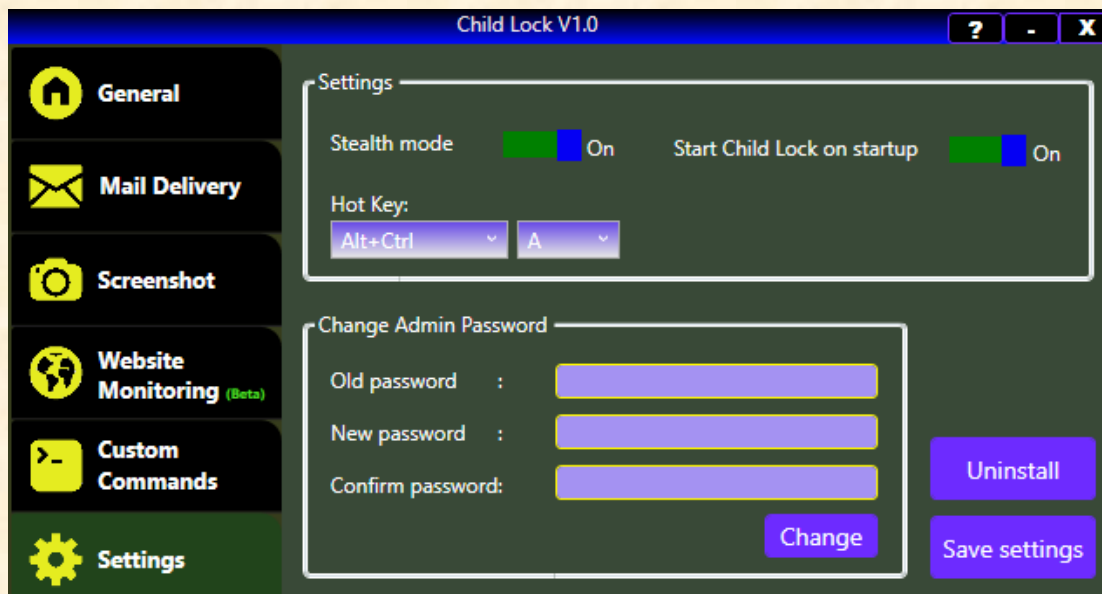 Child Lock V1.0
? - X
General
Mail Delivery
Screenshot
Website
Monitoring (Beta)
Custom
Commands
Settings
Settings
Stealth mode On Start Child Lock on startup On
Hot Key:
Alt+Ctrl A
Change Admin Password
Old password :
New password :
Confirm password:
Change
Uninstall
Save settings